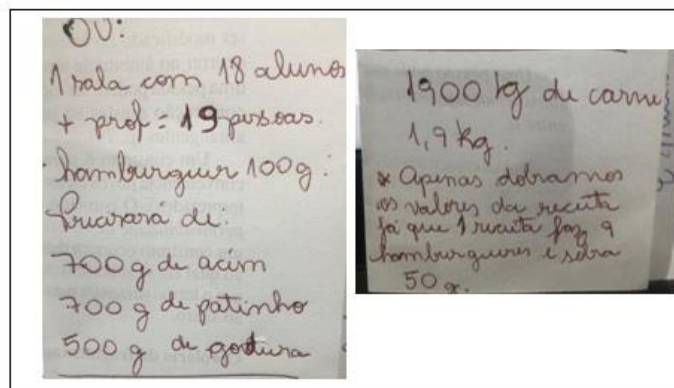 OU:
1 sala com 18 alunos
+ prof = 19 pessoas.
hamburguer 100g:
Precisará de:
700 g de acém
700 g de patinho
500 g de gordura
1900 kg de carne
1,9 kg.
* Apenas dobramos
os valores da receita
já que 1 receita faz 9
hamburgueres e sobra
50 g.